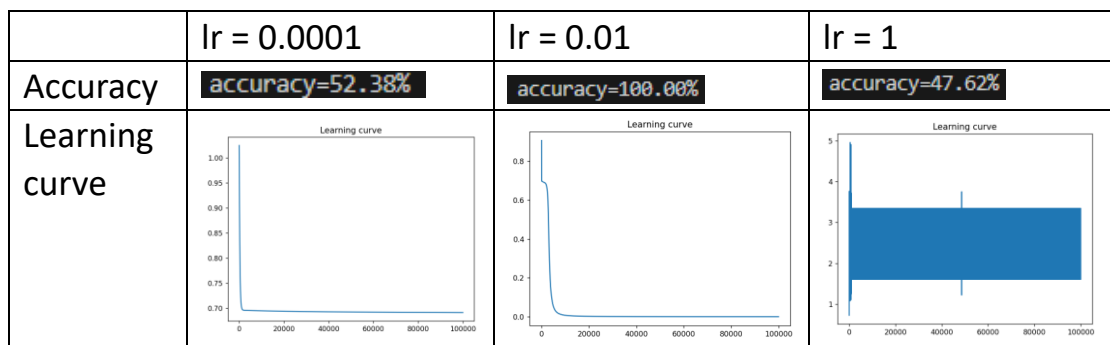 lr = 0.0001
lr = 0.01
lr = 1
Accuracy
accuracy=52.38%
accuracy=100.00%
accuracy=47.62%
Learning
curve
Learning curve
1.00
0.95
0.90
0.85
0.80
0.75
0.70
0
20000
40000
60000
80000
100000
Learning curve
0.8
0.6
0.4
0.2
0.0
0
20000
40000
60000
80000
100000
Learning curve
5
4
3
2
1
0
20000
40000
60000
80000
100000